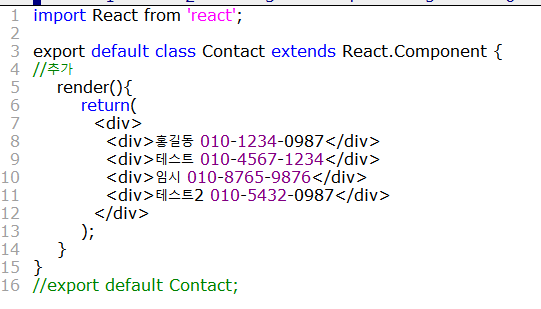 1 import React from 'react';
2
3 export default class Contact extends React.Component {
4 //추가
5 render(){
6 return(
7 <div>
8 <div>홍길동 010-1234-0987</div>
9 <div>테스트 010-4567-1234</div>
10 <div>임시 010-8765-9876</div>
11 <div>테스트2 010-5432-0987</div>
12 </div>
13 );
14 }
15 }
16 //export default Contact;